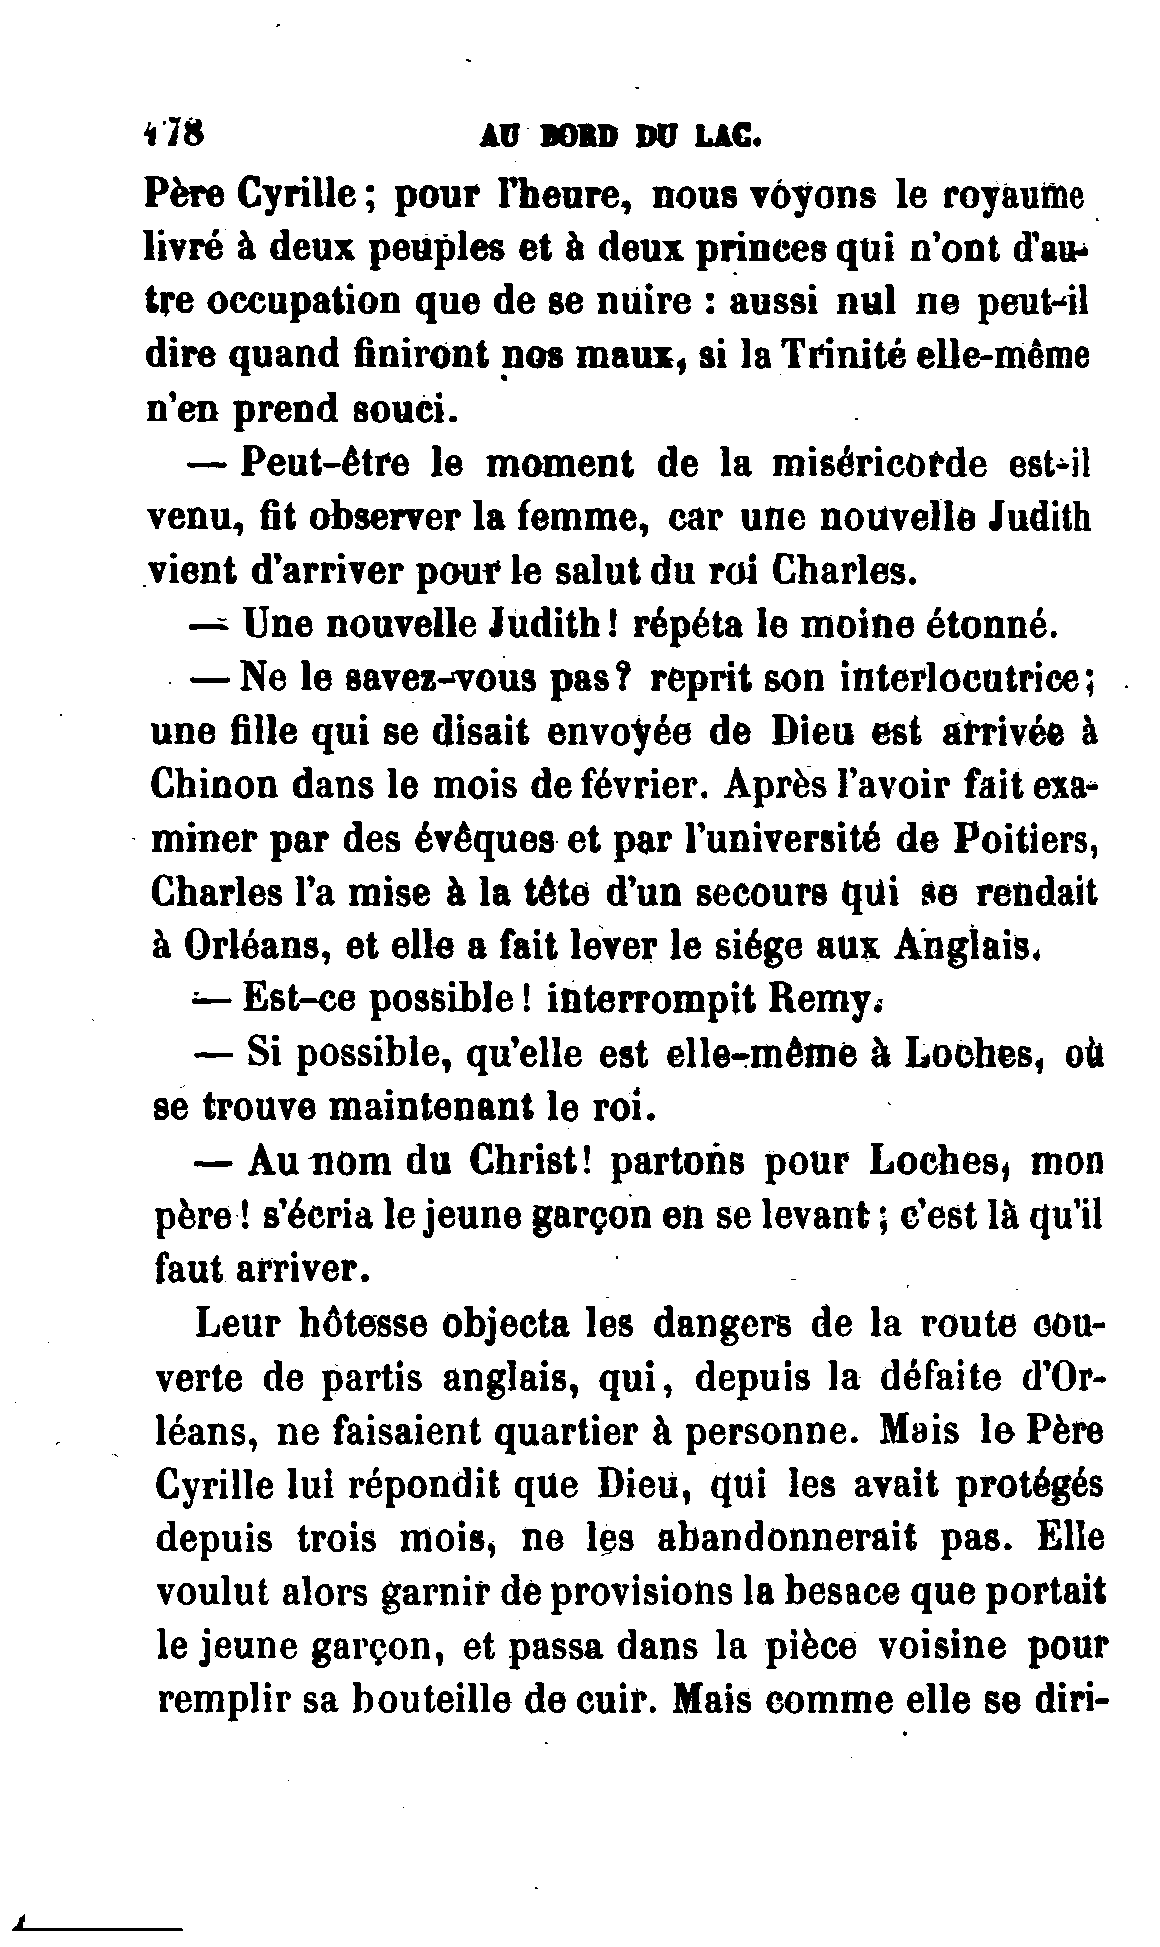 178 AU BORD DU LAC.
Père Cyrille ; pour l'heure, nous voyons le royaume
livré à deux peuples et à deux princes qui n'ont d'au-
tre occupation que de se nuire : aussi nul ne peut-il
dire quand finiront nos maux, si la Trinité elle-même
n'en prend souci.
— Peut-être le moment de la miséricorde est-il
venu, fit observer la femme, car une nouvelle Judith
vient d'arriver pour le salut du roi Charles.
— Une nouvelle Judith ! répéta le moine étonné.
— Ne le savez-vous pas ? reprit son interlocutrice ;
une fille qui se disait envoyée de Dieu est arrivée à
Chinon dans le mois de février. Après l'avoir fait exa-
miner par des évêques et par l'université de Poitiers,
Charles l'a mise à la tête d'un secours qui se rendait
à Orléans, et elle a fait lever le siége aux Anglais.
— Est-ce possible ! interrompit Remy.
— Si possible, qu'elle est elle-même à Loches, où
se trouve maintenant le roi.
— Au nom du Christ ! partons pour Loches, mon
père ! s'écria le jeune garçon en se levant ; c'est là qu'il
faut arriver.
Leur hôtesse objecta les dangers de la route cou-
verte de partis anglais, qui, depuis la défaite d'Or-
léans, ne faisaient quartier à personne. Mais le Père
Cyrille lui répondit que Dieu, qui les avait protégés
depuis trois mois, ne les abandonnerait pas. Elle
voulut alors garnir de provisions la besace que portait
le jeune garçon, et passa dans la pièce voisine pour
remplir sa bouteille de cuir. Mais comme elle se diri-